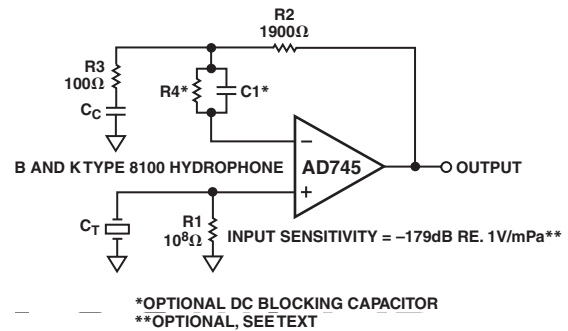 R2
1900Ω
R3
100Ω
R4*
C1*
CC
B AND K TYPE 8100 HYDROPHONE
AD745
OUTPUT
CT
R1
10⁸Ω
INPUT SENSITIVITY = –179dB RE. 1V/mPa**
*OPTIONAL DC BLOCKING CAPACITOR
**OPTIONAL, SEE TEXT